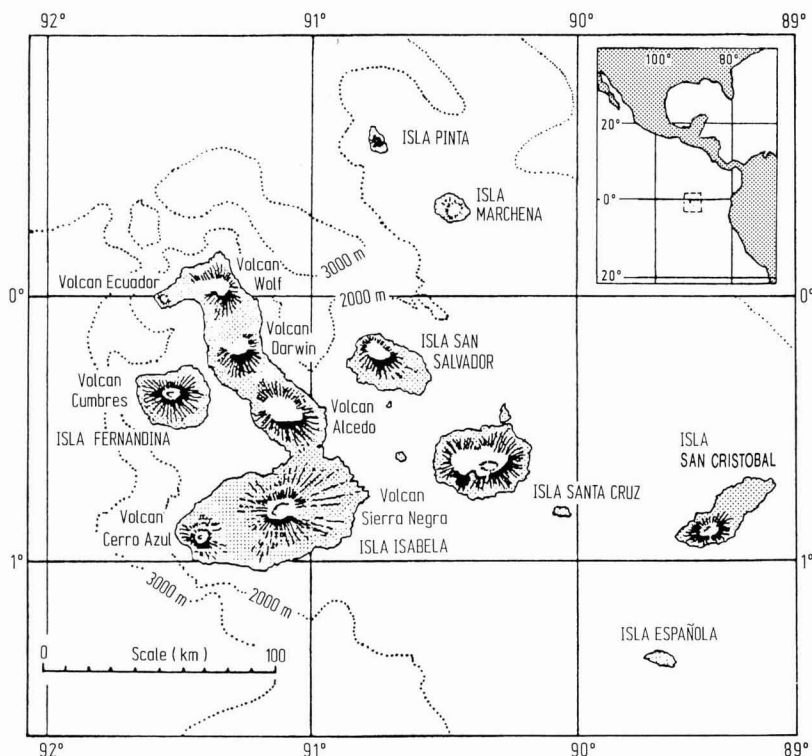 92°
91°
90°
89°
100°
80°
20°
0°
20°
ISLA PINTA
ISLA
MARCHENA
3000 m
2000 m
Volcan Ecuador
Volcan
Wolf
0°
0°
Volcan
Darwin
ISLA SAN
SALVADOR
Volcan
Cumbres
ISLA FERNANDINA
Volcan
Alcedo
ISLA
SAN CRISTOBAL
ISLA SANTA CRUZ
Volcan
Sierra Negra
Volcan
Cerro Azul
ISLA ISABELA
1°
1°
3000 m
2000 m
ISLA ESPAÑOLA
0
Scale ( km )
100
92°
91°
90°
89°